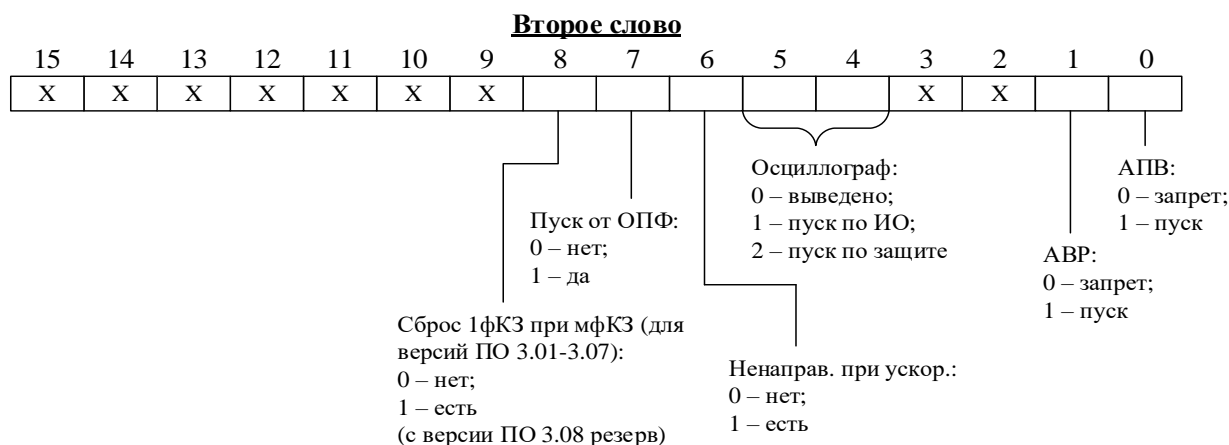 Второе слово
15 14 13 12 11 10 9 8 7 6 5 4 3 2 1 0
X X X X X X X X X
Осциллограф:
0 – выведено;
1 – пуск по ИО;
2 – пуск по защите
АПВ:
0 – запрет;
1 – пуск
Пуск от ОПФ:
0 – нет;
1 – да
АВР:
0 – запрет;
1 – пуск
Сброс 1фКЗ при мфКЗ (для
версий ПО 3.01-3.07):
0 – нет;
1 – есть
(с версии ПО 3.08 резерв)
Ненаправ. при ускор.:
0 – нет;
1 – есть